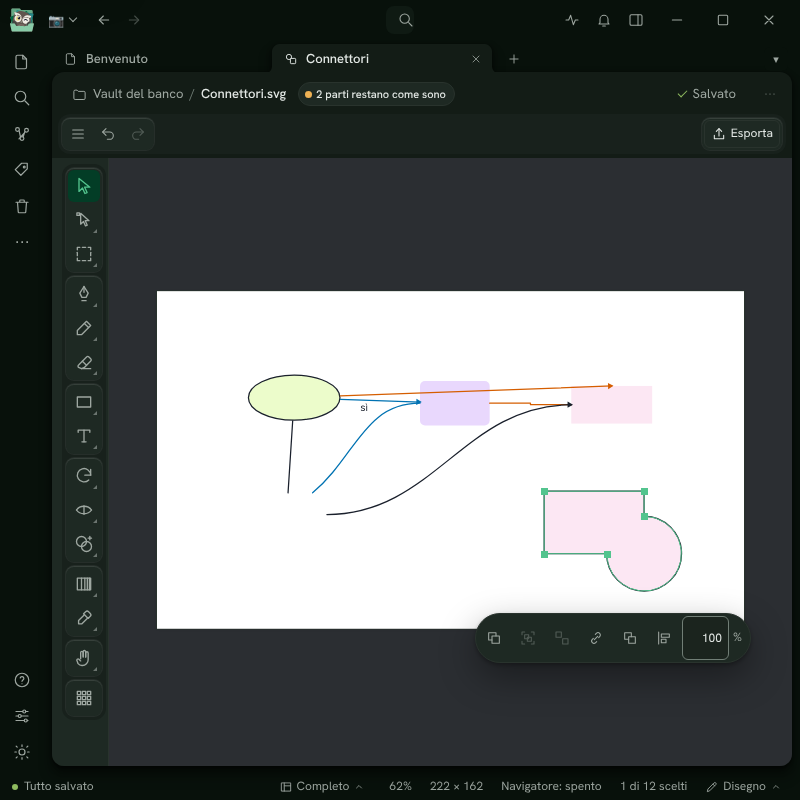 Benvenuto
Connettori
Vault del banco / Connettori.svg
2 parti restano come sono
Salvato
Esporta
sì
100 %
Tutto salvato
Completo
62%
222 × 162
Navigatore: spento
1 di 12 scelti
Disegno